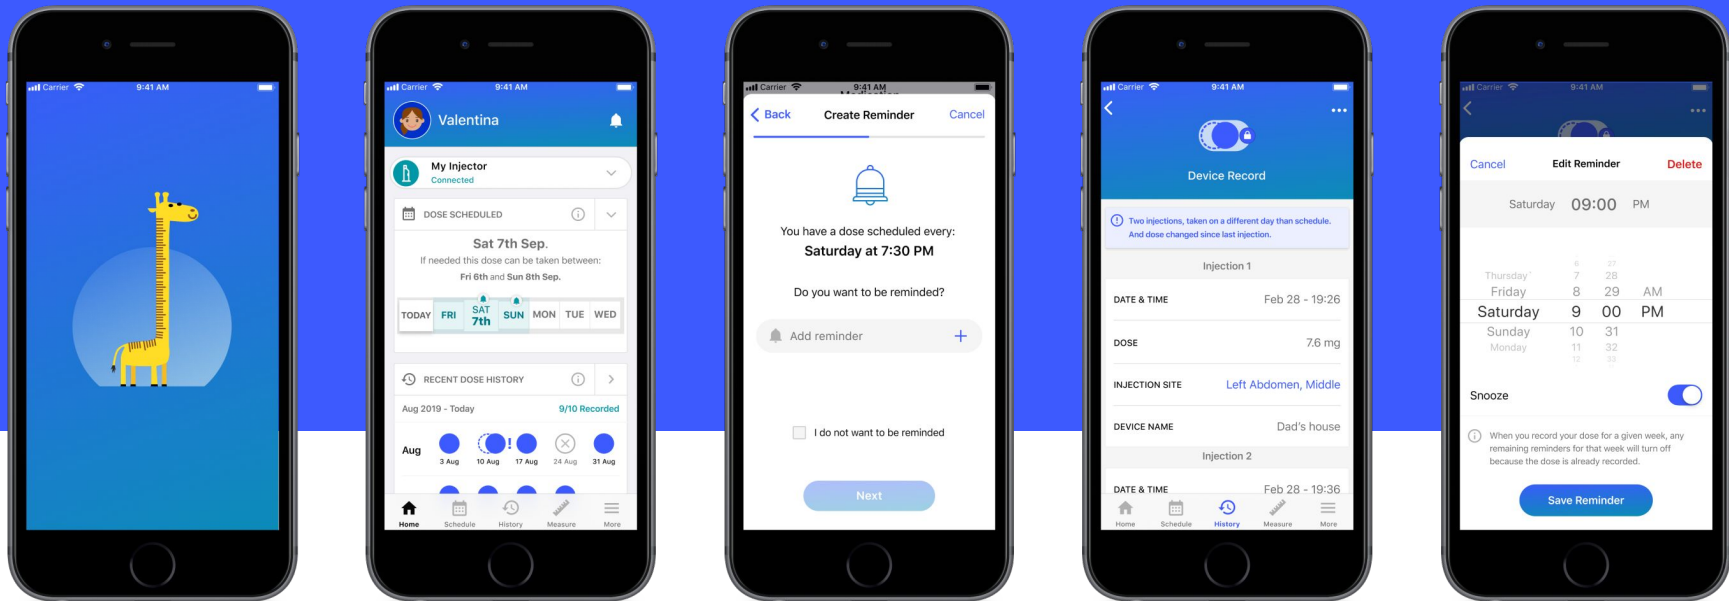 Carrier
9:41 AM
Carrier
9:41 AM
Valentina
My Injector
Connected
DOSE SCHEDULED
Sat 7th Sep.
If needed this dose can be taken between:
Fri 6th and Sun 8th Sep.
TODAY FRI SAT 7th SUN MON TUE WED
RECENT DOSE HISTORY
Aug 2019 - Today 9/10 Recorded
Aug
3 Aug 10 Aug 17 Aug 24 Aug 31 Aug
Home Schedule History Measure More
Carrier
9:41 AM
Medication
Back Create Reminder Cancel
You have a dose scheduled every:
Saturday at 7:30 PM
Do you want to be reminded?
Add reminder +
I do not want to be reminded
Next
Carrier
9:41 AM
Device Record
Two injections, taken on a different day than schedule.
And dose changed since last injection.
Injection 1
DATE & TIME Feb 28 - 19:26
DOSE 7.6 mg
INJECTION SITE Left Abdomen, Middle
DEVICE NAME Dad's house
Injection 2
DATE & TIME Feb 28 - 19:36
Home Schedule History Measure More
Carrier
9:41 AM
Cancel Edit Reminder Delete
Saturday 09:00 PM
6 27
Thursday 7 28
Friday 8 29 AM
Saturday 9 00 PM
Sunday 10 31
Monday 11 32
12 33
Snooze
When you record your dose for a given week, any
remaining reminders for that week will turn off
because the dose is already recorded.
Save Reminder